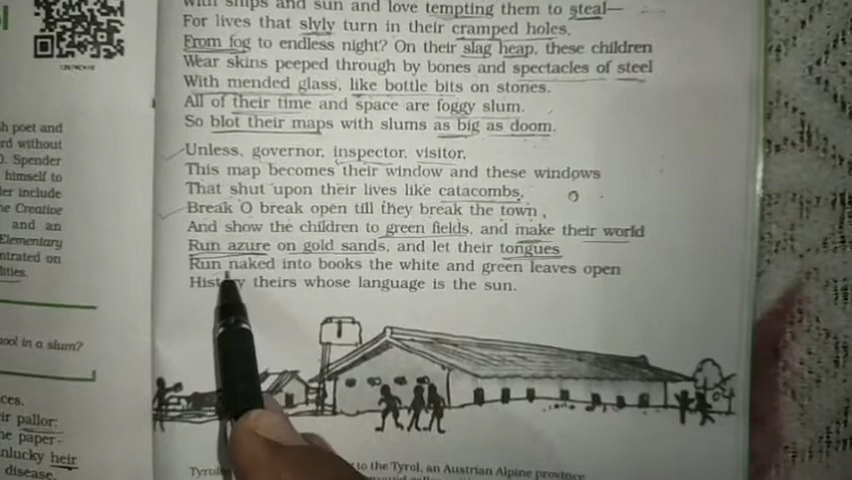 with ships and sun and love tempting them to steal—
For lives that slyly turn in their cramped holes,
From fog to endless night? On their slag heap, these children
Wear skins peeped through by bones and spectacles of steel
With mended glass, like bottle bits on stones.
All of their time and space are foggy slum.
So blot their maps with slums as big as doom.
Unless, governor, inspector, visitor,
This map becomes their window and these windows
That shut upon their lives like catacombs,
Break O break open till they break the town
And show the children to green fields, and make their world
Run azure on gold sands, and let their tongues
Run naked into books the white and green leaves open
History theirs whose language is the sun.
to the Tyrol, an Austrian Alpine province
h poet and
rd without
Spender
himself to
er include
e Creative
and an
Elementary
ntrated on
lities.
ool in a slum?
ces.
ir pallor:
he paper-
nlucky heir
disease.